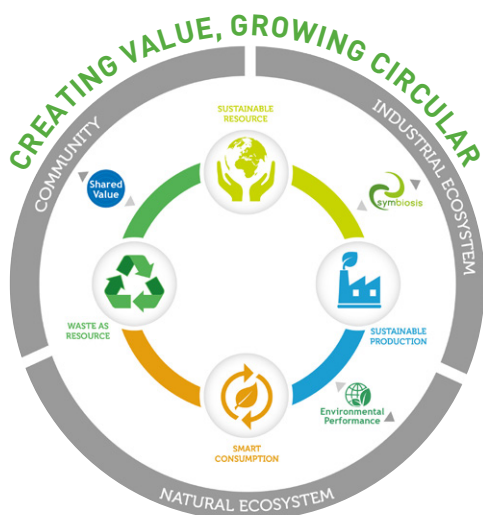 CREATING VALUE, GROWING CIRCULAR
COMMUNITY
INDUSTRIAL ECOSYSTEM
SUSTAINABLE
RESOURCE
Shared
Value
symbiosis
WASTE AS
RESOURCE
SUSTAINABLE
PRODUCTION
Environmental
Performance
SMART
CONSUMPTION
NATURAL ECOSYSTEM